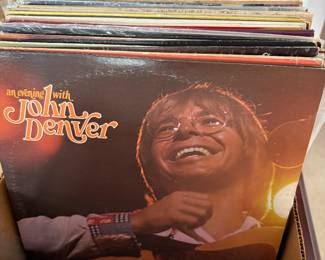 an evening with
John
Denver